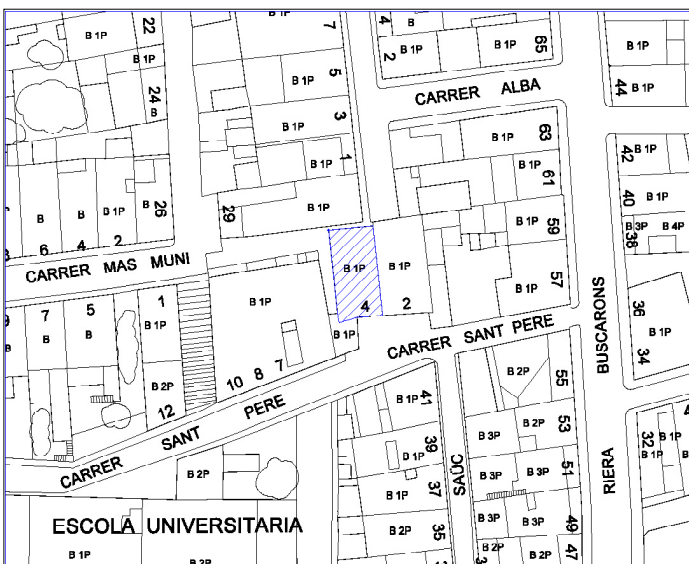 22
B 1P
B 1P
24
B
B 1P
7
B 1P
5
B 1P
3
B 1P
1
4
B
2
B 1P
B 1P
65
B 1P
44
B 1P
CARRER ALBA
B 1P
63
B 1P
61
42
B 1P
40
B 1P
B
B
B 1P
B
26
6
4
2
29
B 1P
B 1P
59
38
B 3P
B 4P
CARRER MAS MUNI
B 1P
B 1P
4
2
B 1P
57
BUSCARONS
36
B 1P
34
7
B
5
B
1
B 1P
B 1P
B 1P
CARRER SANT PERE
B 2P
12
10
8
7
CARRER SANT PERE
B 2P
B 2P
55
B 1P
41
39
B 1P
37
B 2P
35
SAÜC
B 3P
B 2P
53
B 3P
B 3P
51
B 3P
B 3P
49
B 2P
B 2P
47
RIERA
32
B 1P
B 1P
ESCOLA UNIVERSITARIA
B 1P
B 2P